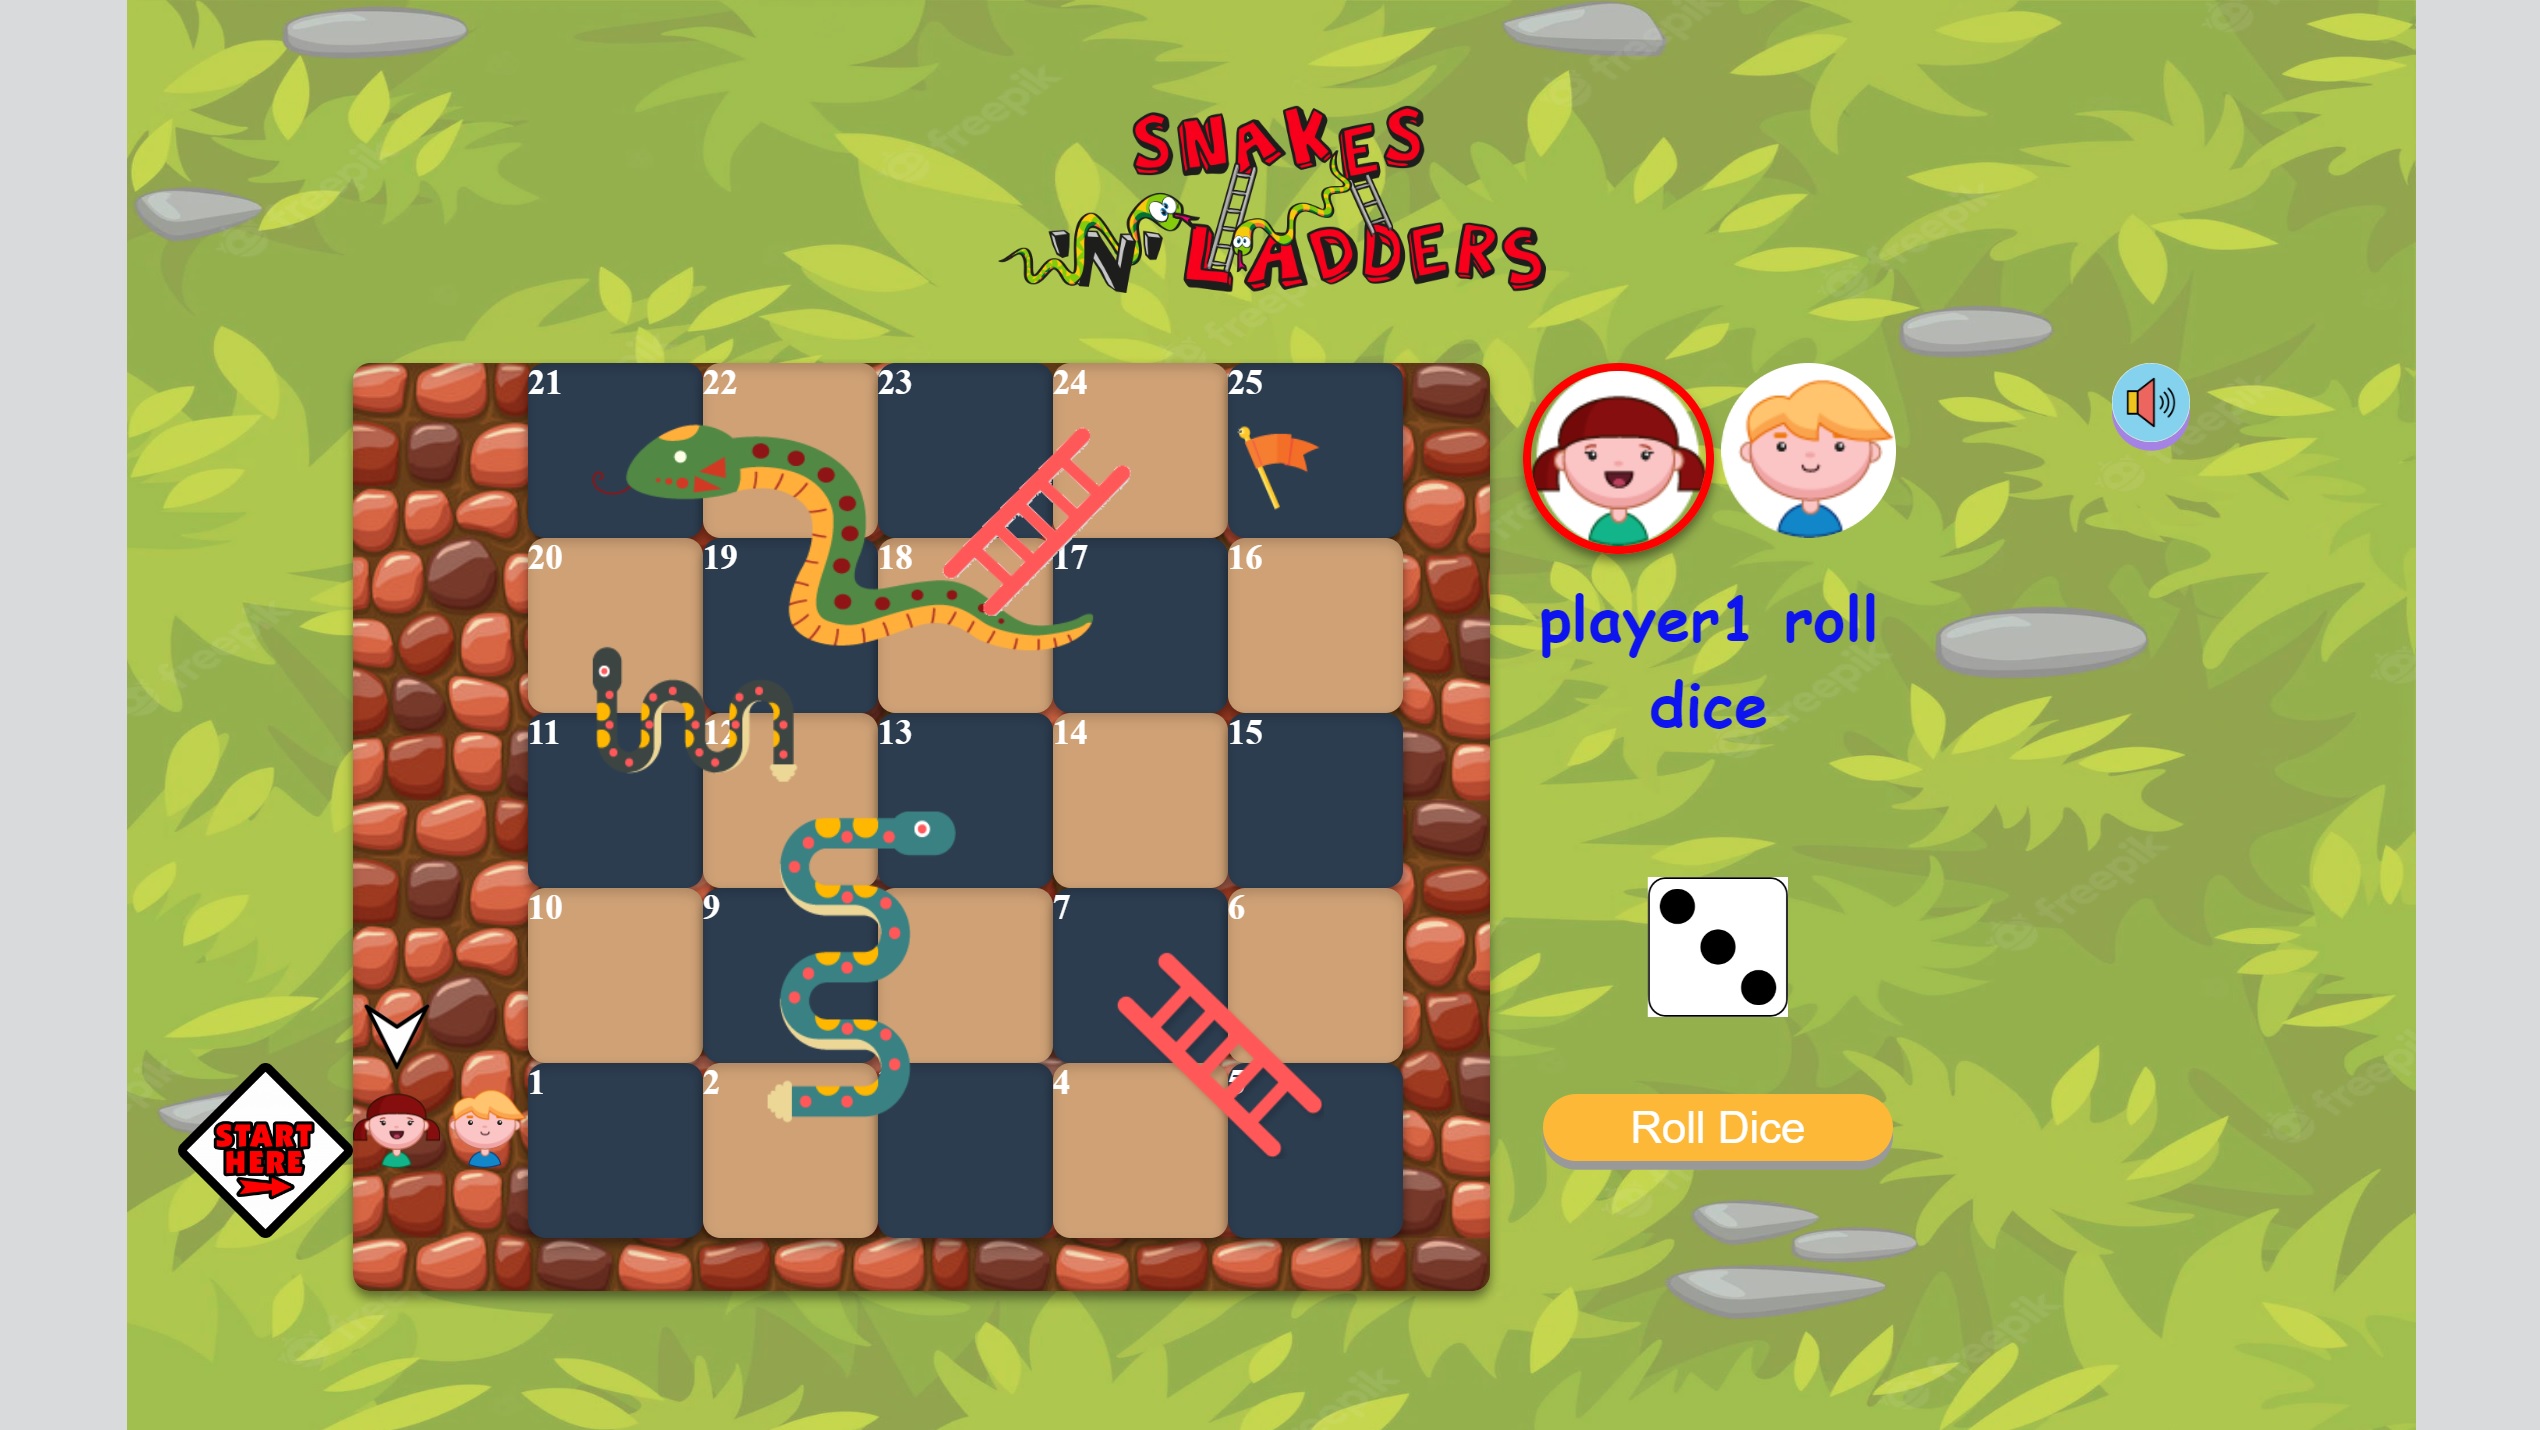 SNAKES
'N' LADDERS
21 22 23 24 25
20 19 18 17 16
11 12 13 14 15
10 9 7 6
1 2 4 5
player1 roll
dice
START
HERE
Roll Dice
freepik